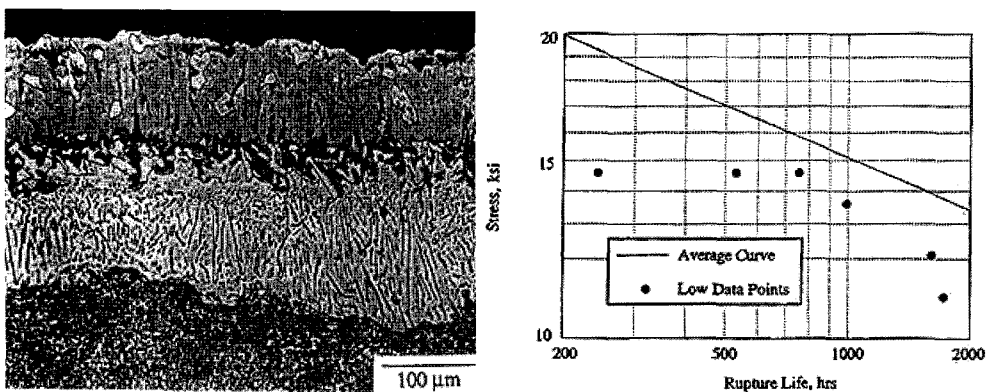 100 µm
20
15
10
Stress, ksi
Average Curve
Low Data Points
200
500
1000
2000
Rupture Life, hrs